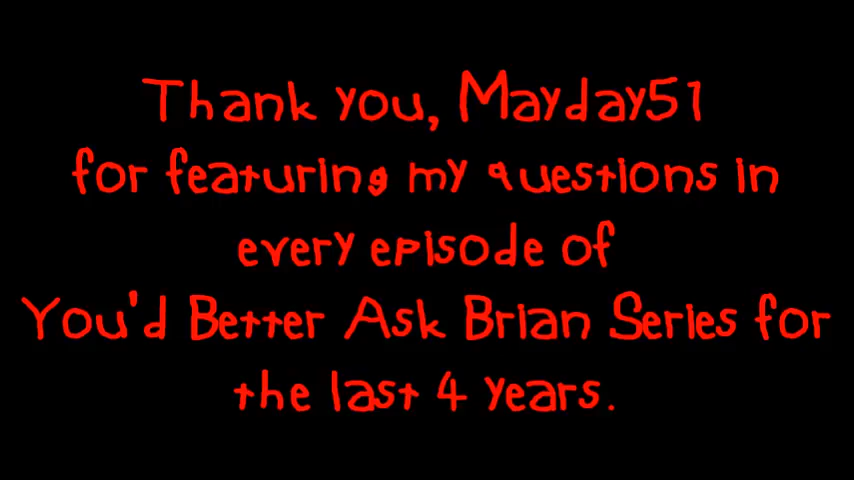 Thank you, Mayday51
for featuring my questions in
every episode of
You'd Better Ask Brian Series for
the last 4 years.